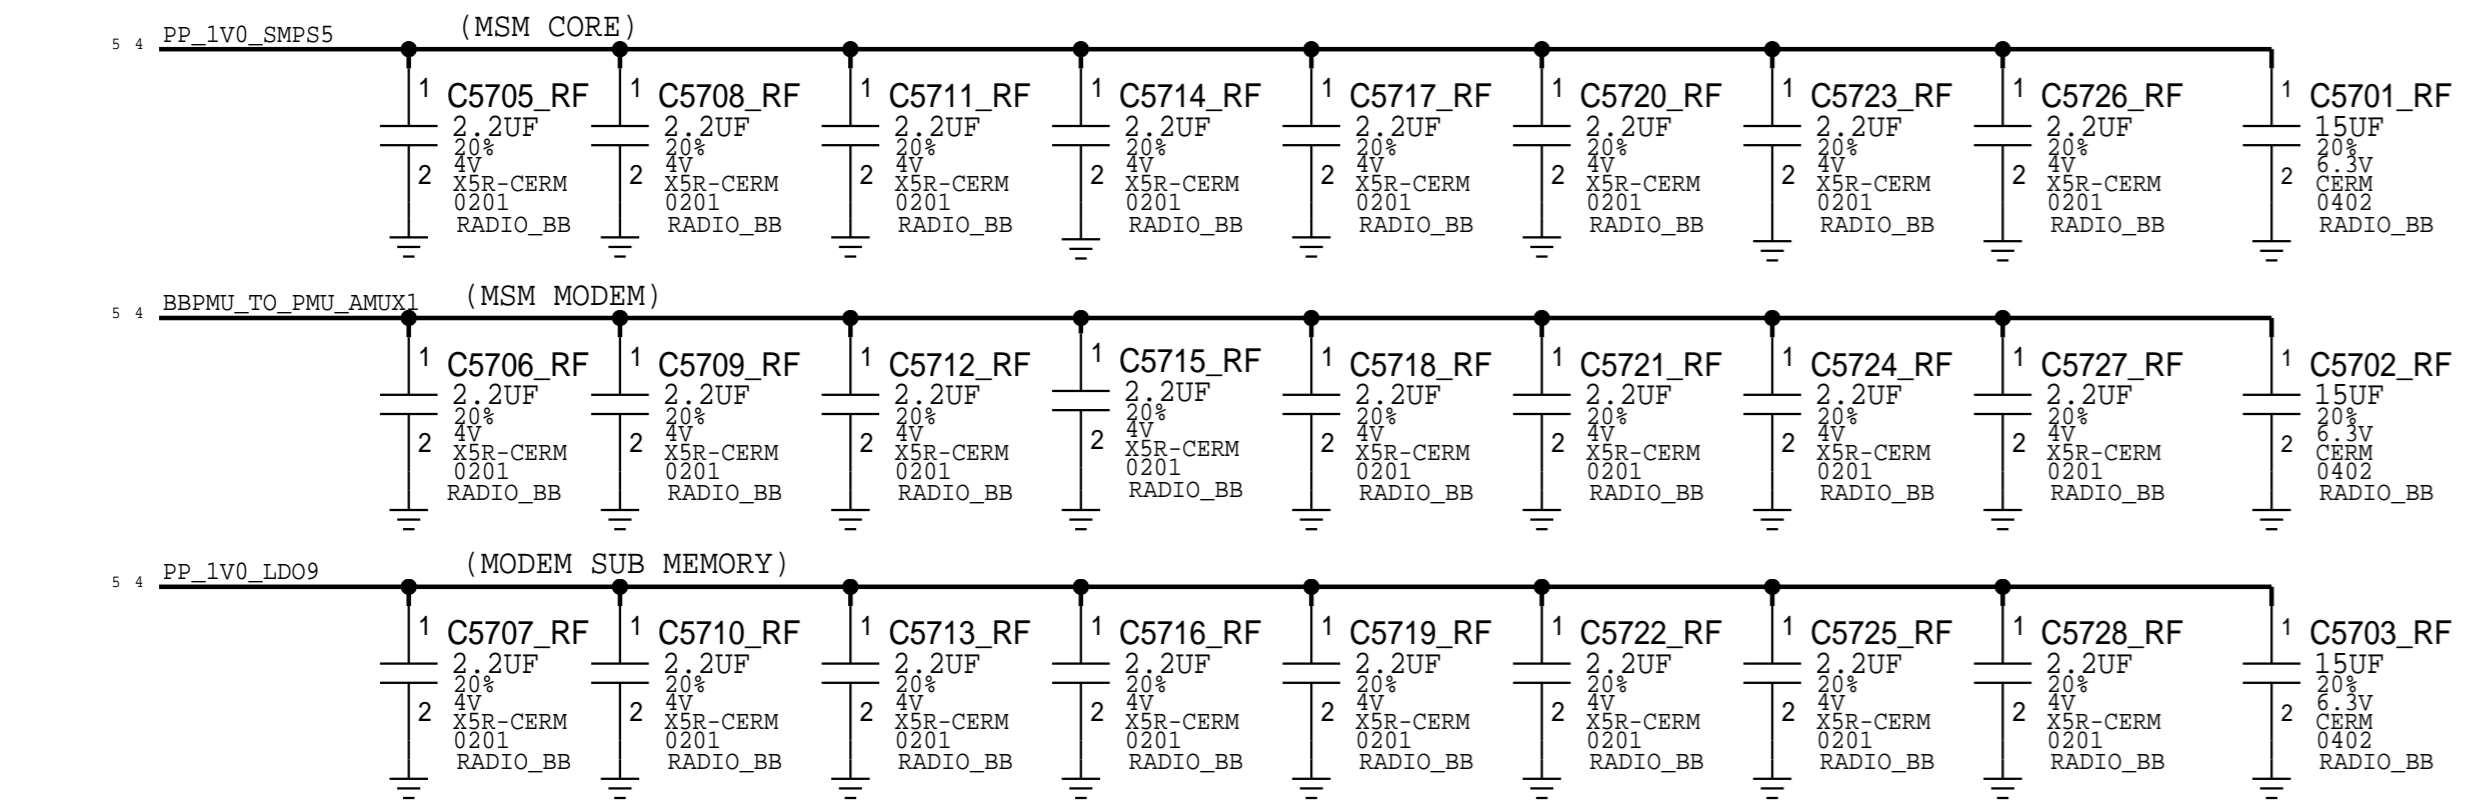 (MSM CORE)
5 4 PP_1V0_SMPS5
1 C5705_RF 1 C5708_RF 1 C5711_RF 1 C5714_RF 1 C5717_RF 1 C5720_RF 1 C5723_RF 1 C5726_RF 1 C5701_RF
2.2UF 2.2UF 2.2UF 2.2UF 2.2UF 2.2UF 2.2UF 2.2UF 15UF
20% 20% 20% 20% 20% 20% 20% 20% 20%
4V 4V 4V 4V 4V 4V 4V 4V 6.3V
2 X5R-CERM 2 X5R-CERM 2 X5R-CERM 2 X5R-CERM 2 X5R-CERM 2 X5R-CERM 2 X5R-CERM 2 X5R-CERM 2 CERM
0201 0201 0201 0201 0201 0201 0201 0201 0402
RADIO_BB RADIO_BB RADIO_BB RADIO_BB RADIO_BB RADIO_BB RADIO_BB RADIO_BB RADIO_BB
(MSM MODEM)
5 4 BBPMU_TO_PMU_AMUX1
1 C5706_RF 1 C5709_RF 1 C5712_RF 1 C5715_RF 1 C5718_RF 1 C5721_RF 1 C5724_RF 1 C5727_RF 1 C5702_RF
2.2UF 2.2UF 2.2UF 2.2UF 2.2UF 2.2UF 2.2UF 2.2UF 15UF
20% 20% 20% 20% 20% 20% 20% 20% 20%
4V 4V 4V 4V 4V 4V 4V 4V 6.3V
2 X5R-CERM 2 X5R-CERM 2 X5R-CERM 2 X5R-CERM 2 X5R-CERM 2 X5R-CERM 2 X5R-CERM 2 X5R-CERM 2 CERM
0201 0201 0201 0201 0201 0201 0201 0201 0402
RADIO_BB RADIO_BB RADIO_BB RADIO_BB RADIO_BB RADIO_BB RADIO_BB RADIO_BB RADIO_BB
(MODEM SUB MEMORY)
5 4 PP_1V0_LDO9
1 C5707_RF 1 C5710_RF 1 C5713_RF 1 C5716_RF 1 C5719_RF 1 C5722_RF 1 C5725_RF 1 C5728_RF 1 C5703_RF
2.2UF 2.2UF 2.2UF 2.2UF 2.2UF 2.2UF 2.2UF 2.2UF 15UF
20% 20% 20% 20% 20% 20% 20% 20% 20%
4V 4V 4V 4V 4V 4V 4V 4V 6.3V
2 X5R-CERM 2 X5R-CERM 2 X5R-CERM 2 X5R-CERM 2 X5R-CERM 2 X5R-CERM 2 X5R-CERM 2 X5R-CERM 2 CERM
0201 0201 0201 0201 0201 0201 0201 0201 0402
RADIO_BB RADIO_BB RADIO_BB RADIO_BB RADIO_BB RADIO_BB RADIO_BB RADIO_BB RADIO_BB